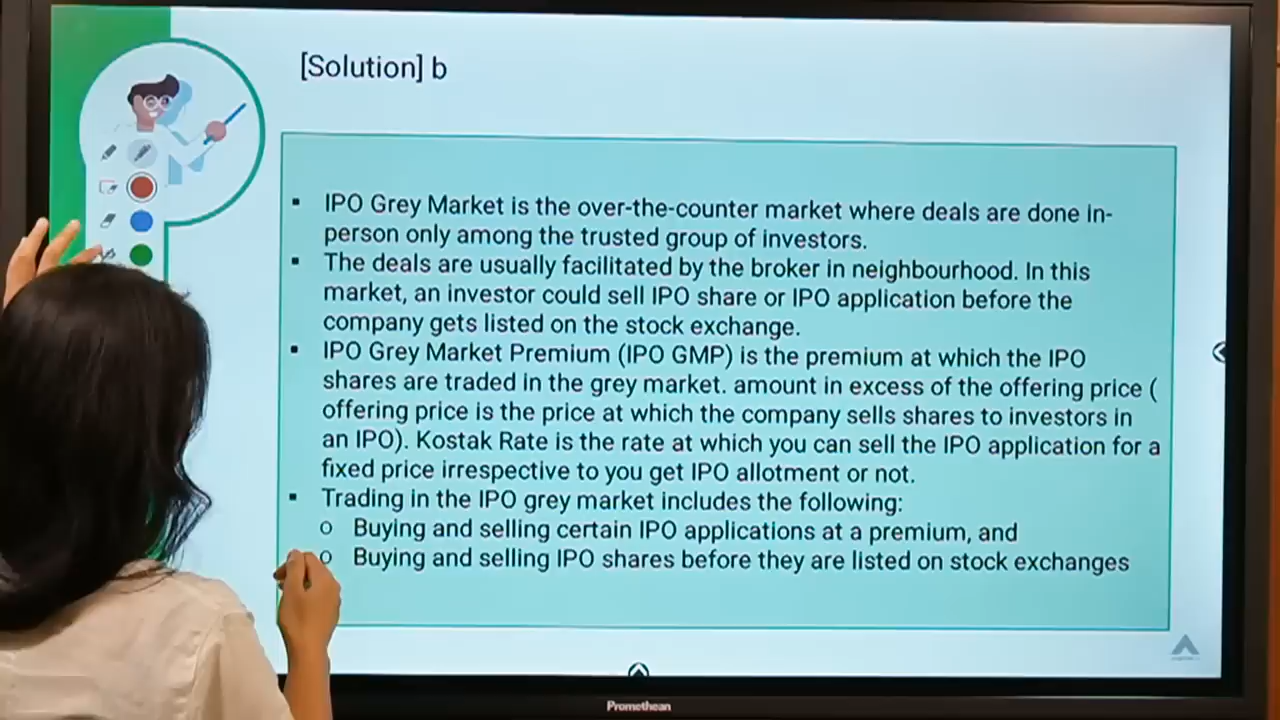 [Solution] b
▪ IPO Grey Market is the over-the-counter market where deals are done in-
person only among the trusted group of investors.
▪ The deals are usually facilitated by the broker in neighbourhood. In this
market, an investor could sell IPO share or IPO application before the
company gets listed on the stock exchange.
▪ IPO Grey Market Premium (IPO GMP) is the premium at which the IPO
shares are traded in the grey market. amount in excess of the offering price (
offering price is the price at which the company sells shares to investors in
an IPO). Kostak Rate is the rate at which you can sell the IPO application for a
fixed price irrespective to you get IPO allotment or not.
▪ Trading in the IPO grey market includes the following:
o Buying and selling certain IPO applications at a premium, and
o Buying and selling IPO shares before they are listed on stock exchanges
Promethean